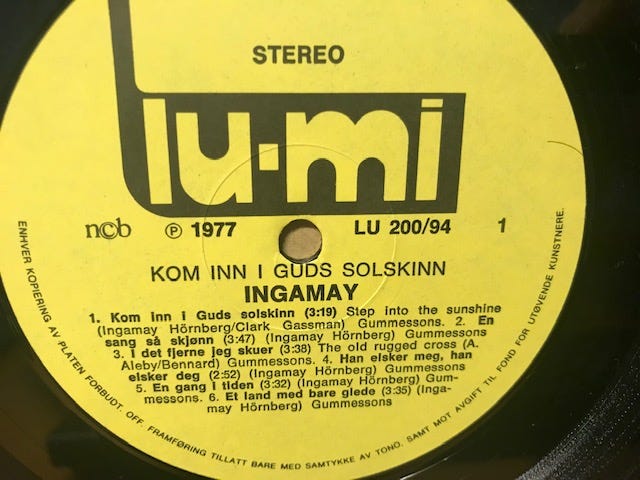 STEREO
lu-mi
ncb Ⓟ 1977 LU 200/94 1
KOM INN I GUDS SOLSKINN
INGAMAY
1. Kom inn i Guds solskinn (3:19) Step into the sunshine
(Ingamay Hörnberg/Clark Gassman) Gummessons. 2. En
sang så skjønn (3:47) (Ingamay Hörnberg) Gummessons
3. I det fjerne jeg skuer (3:38) The old rugged cross (A.
Aleby/Bennard) Gummessons. 4. Han elsker meg, han
elsker deg (2:52) (Ingamay Hörnberg) Gummessons
5. En gang i tiden (3:32) (Ingamay Hörnberg) Gum-
messons. 6. Et land med bare glede (3:35) (Inga-
may Hörnberg) Gummessons
ENHVER KOPIERING AV PLATEN FORBUDT. OFF. FRAMFØRING TILLATT BARE MED SAMTYKKE AV TONO, SAMT MOT AVGIFT TIL FOND FOR UTØVENDE KUNSTNERE.